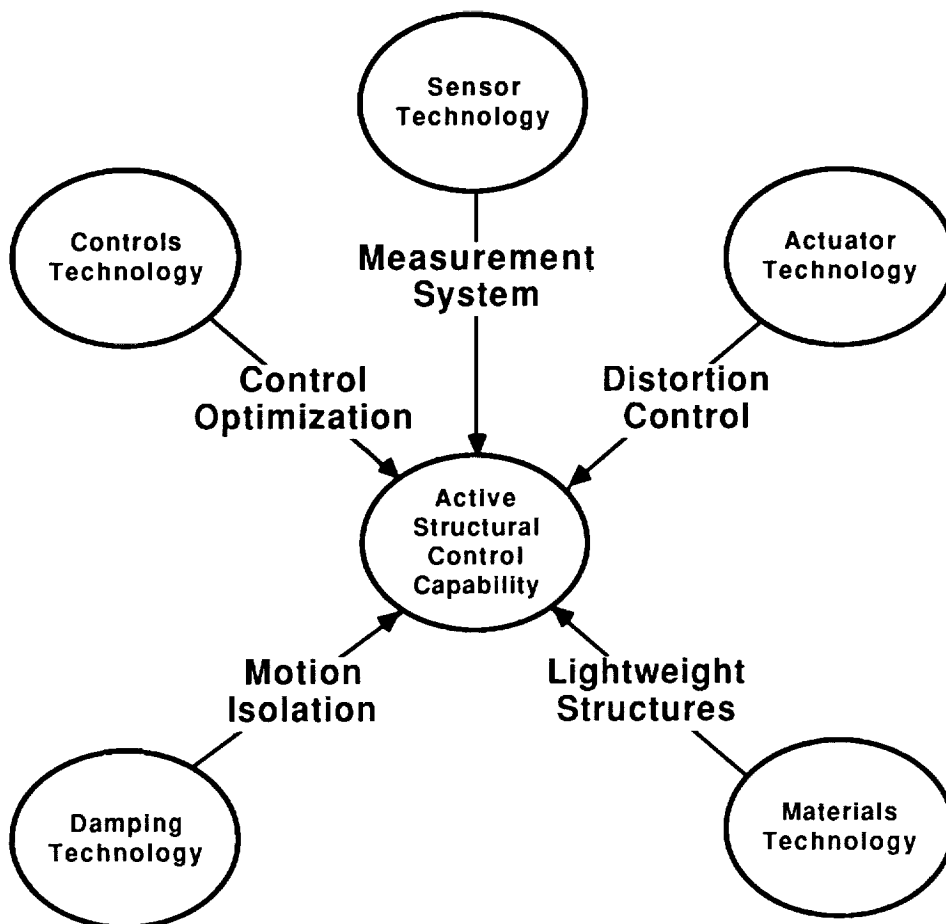 Sensor
Technology
Controls
Technology
Actuator
Technology
Measurement
System
Control
Optimization
Distortion
Control
Active
Structural
Control
Capability
Motion
Isolation
Lightweight
Structures
Damping
Technology
Materials
Technology